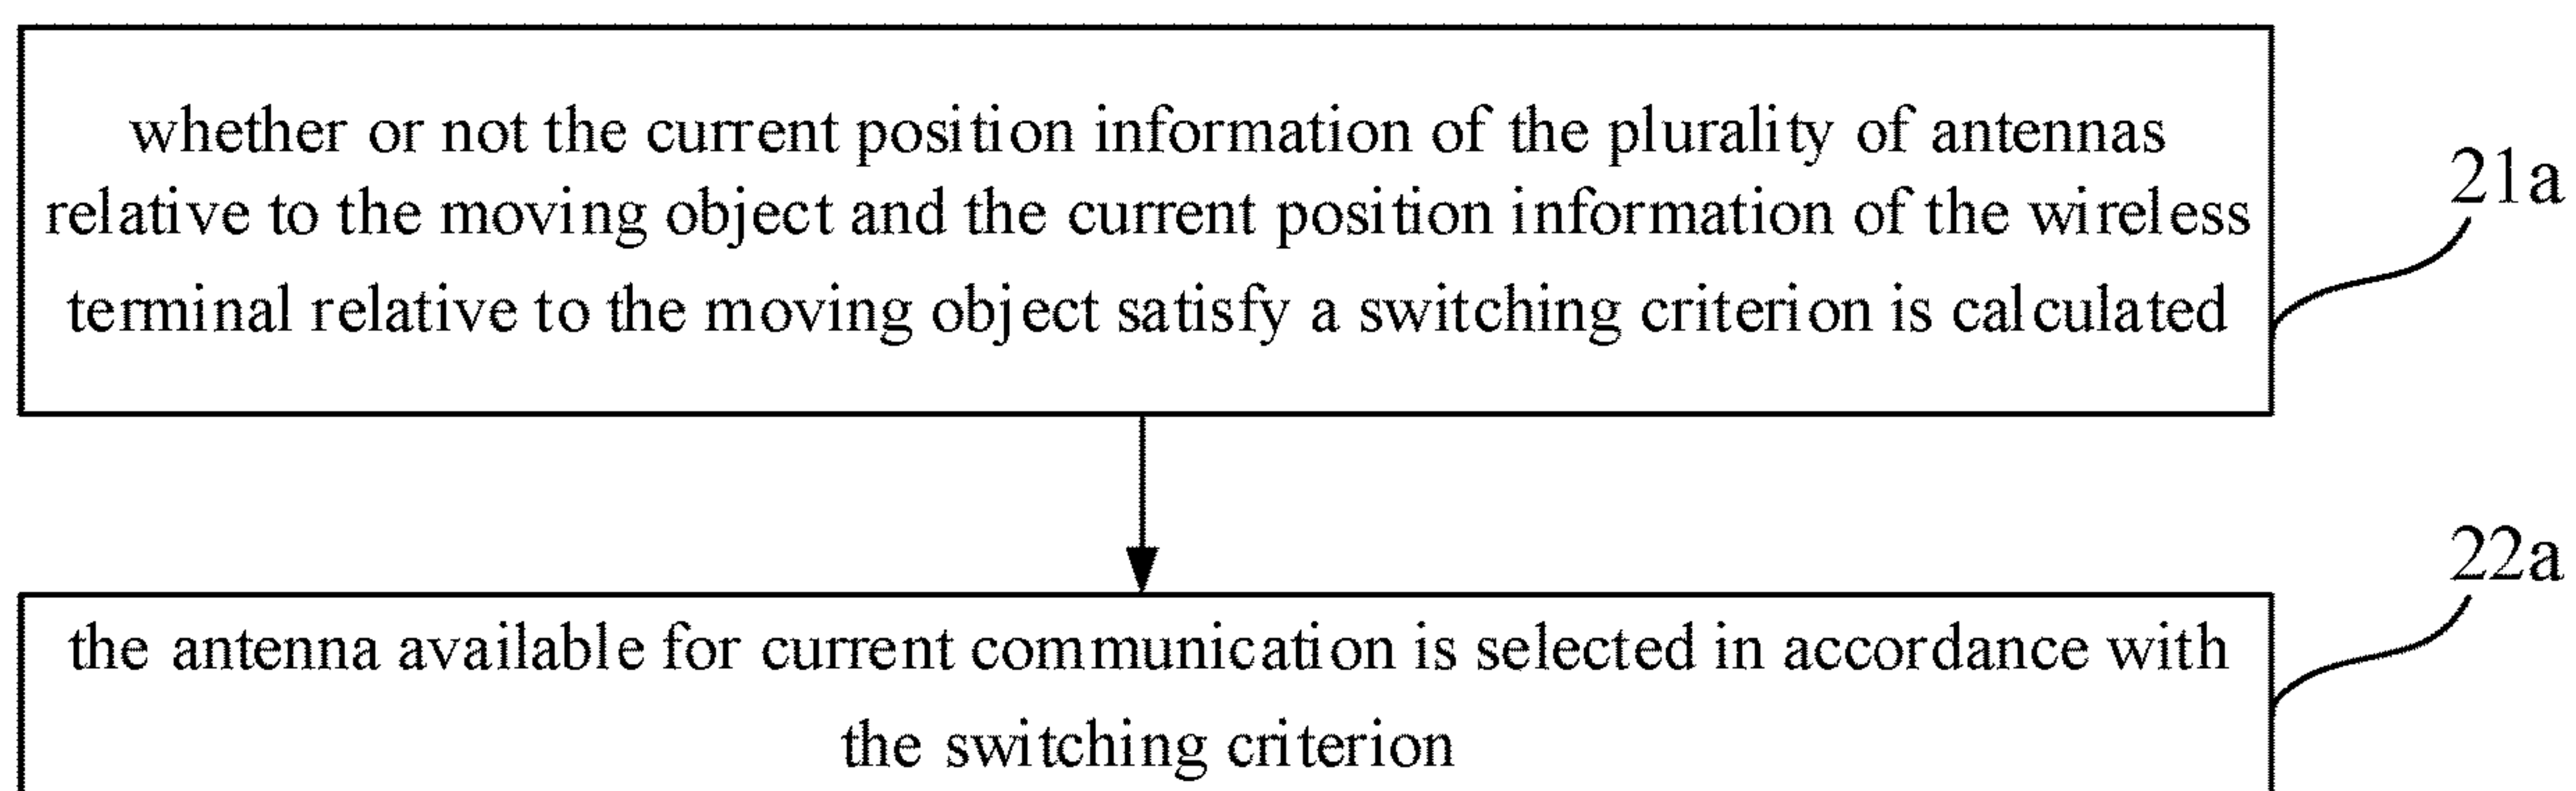 whether or not the current position information of the plurality of antennas
relative to the moving object and the current position information of the wireless
terminal relative to the moving object satisfy a switching criterion is calculated
21a
22a
the antenna available for current communication is selected in accordance with
the switching criterion